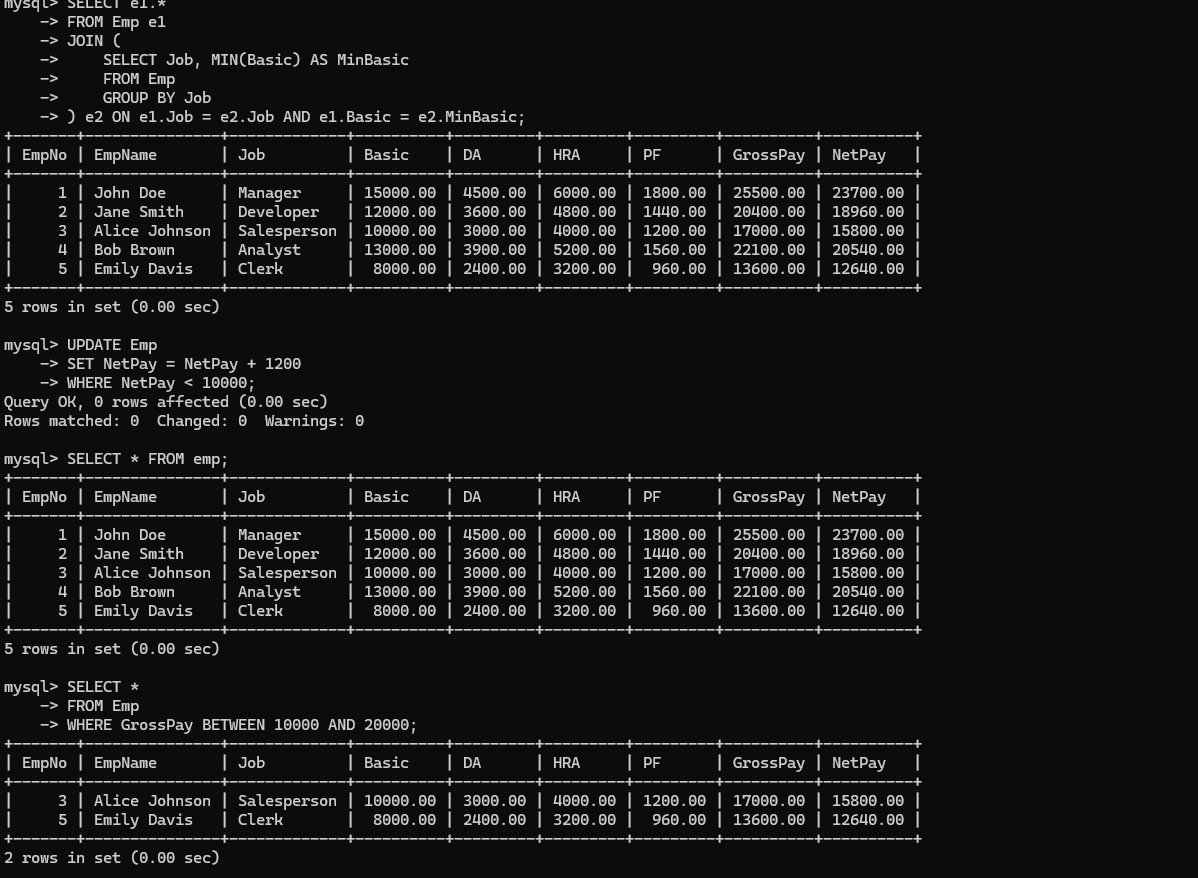 mysql> SELECT e1.*
    -> FROM Emp e1
    -> JOIN (
    ->     SELECT Job, MIN(Basic) AS MinBasic
    ->     FROM Emp
    ->     GROUP BY Job
    -> ) e2 ON e1.Job = e2.Job AND e1.Basic = e2.MinBasic;
+-------+---------------+-------------+----------+---------+---------+---------+----------+----------+
| EmpNo | EmpName       | Job         | Basic    | DA      | HRA     | PF      | GrossPay | NetPay   |
+-------+---------------+-------------+----------+---------+---------+---------+----------+----------+
|     1 | John Doe      | Manager     | 15000.00 | 4500.00 | 6000.00 | 1800.00 | 25500.00 | 23700.00 |
|     2 | Jane Smith    | Developer   | 12000.00 | 3600.00 | 4800.00 | 1440.00 | 20400.00 | 18960.00 |
|     3 | Alice Johnson | Salesperson | 10000.00 | 3000.00 | 4000.00 | 1200.00 | 17000.00 | 15800.00 |
|     4 | Bob Brown     | Analyst     | 13000.00 | 3900.00 | 5200.00 | 1560.00 | 22100.00 | 20540.00 |
|     5 | Emily Davis   | Clerk       |  8000.00 | 2400.00 | 3200.00 |  960.00 | 13600.00 | 12640.00 |
+-------+---------------+-------------+----------+---------+---------+---------+----------+----------+
5 rows in set (0.00 sec)

mysql> UPDATE Emp
    -> SET NetPay = NetPay + 1200
    -> WHERE NetPay < 10000;
Query OK, 0 rows affected (0.00 sec)
Rows matched: 0  Changed: 0  Warnings: 0

mysql> SELECT * FROM emp;
+-------+---------------+-------------+----------+---------+---------+---------+----------+----------+
| EmpNo | EmpName       | Job         | Basic    | DA      | HRA     | PF      | GrossPay | NetPay   |
+-------+---------------+-------------+----------+---------+---------+---------+----------+----------+
|     1 | John Doe      | Manager     | 15000.00 | 4500.00 | 6000.00 | 1800.00 | 25500.00 | 23700.00 |
|     2 | Jane Smith    | Developer   | 12000.00 | 3600.00 | 4800.00 | 1440.00 | 20400.00 | 18960.00 |
|     3 | Alice Johnson | Salesperson | 10000.00 | 3000.00 | 4000.00 | 1200.00 | 17000.00 | 15800.00 |
|     4 | Bob Brown     | Analyst     | 13000.00 | 3900.00 | 5200.00 | 1560.00 | 22100.00 | 20540.00 |
|     5 | Emily Davis   | Clerk       |  8000.00 | 2400.00 | 3200.00 |  960.00 | 13600.00 | 12640.00 |
+-------+---------------+-------------+----------+---------+---------+---------+----------+----------+
5 rows in set (0.00 sec)

mysql> SELECT *
    -> FROM Emp
    -> WHERE GrossPay BETWEEN 10000 AND 20000;
+-------+---------------+-------------+----------+---------+---------+---------+----------+----------+
| EmpNo | EmpName       | Job         | Basic    | DA      | HRA     | PF      | GrossPay | NetPay   |
+-------+---------------+-------------+----------+---------+---------+---------+----------+----------+
|     3 | Alice Johnson | Salesperson | 10000.00 | 3000.00 | 4000.00 | 1200.00 | 17000.00 | 15800.00 |
|     5 | Emily Davis   | Clerk       |  8000.00 | 2400.00 | 3200.00 |  960.00 | 13600.00 | 12640.00 |
+-------+---------------+-------------+----------+---------+---------+---------+----------+----------+
2 rows in set (0.00 sec)